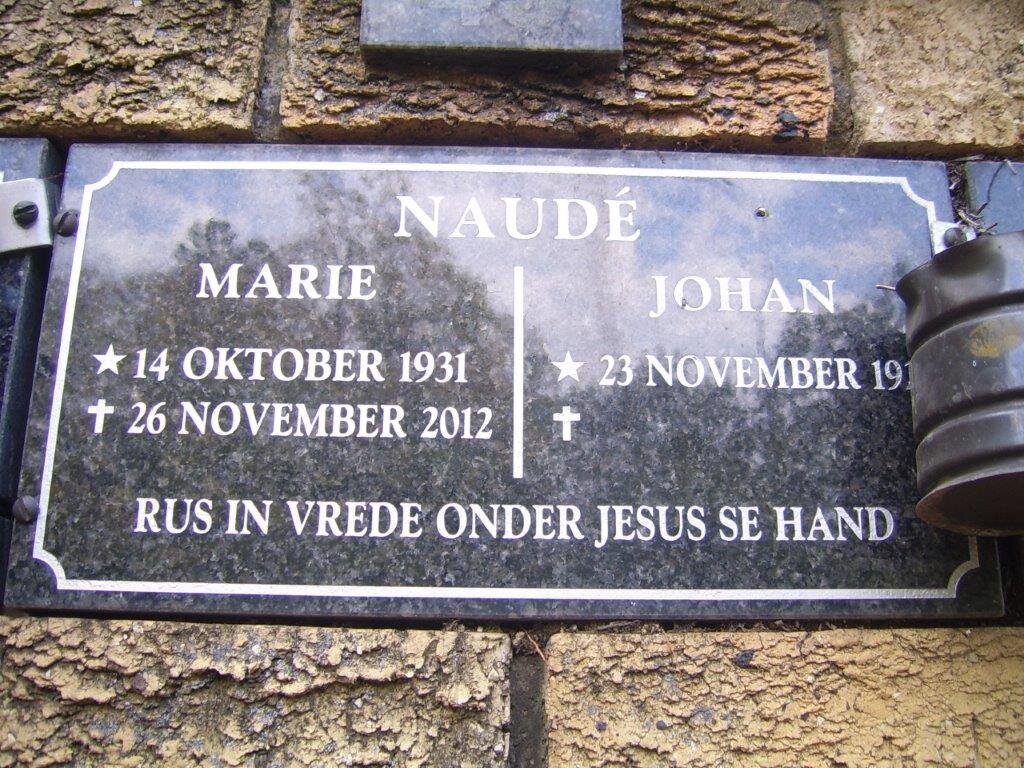 NAUDÉ
MARIE
★ 14 OKTOBER 1931
✝ 26 NOVEMBER 2012
JOHAN
★ 23 NOVEMBER
✝
RUS IN VREDE ONDER JESUS SE HAND